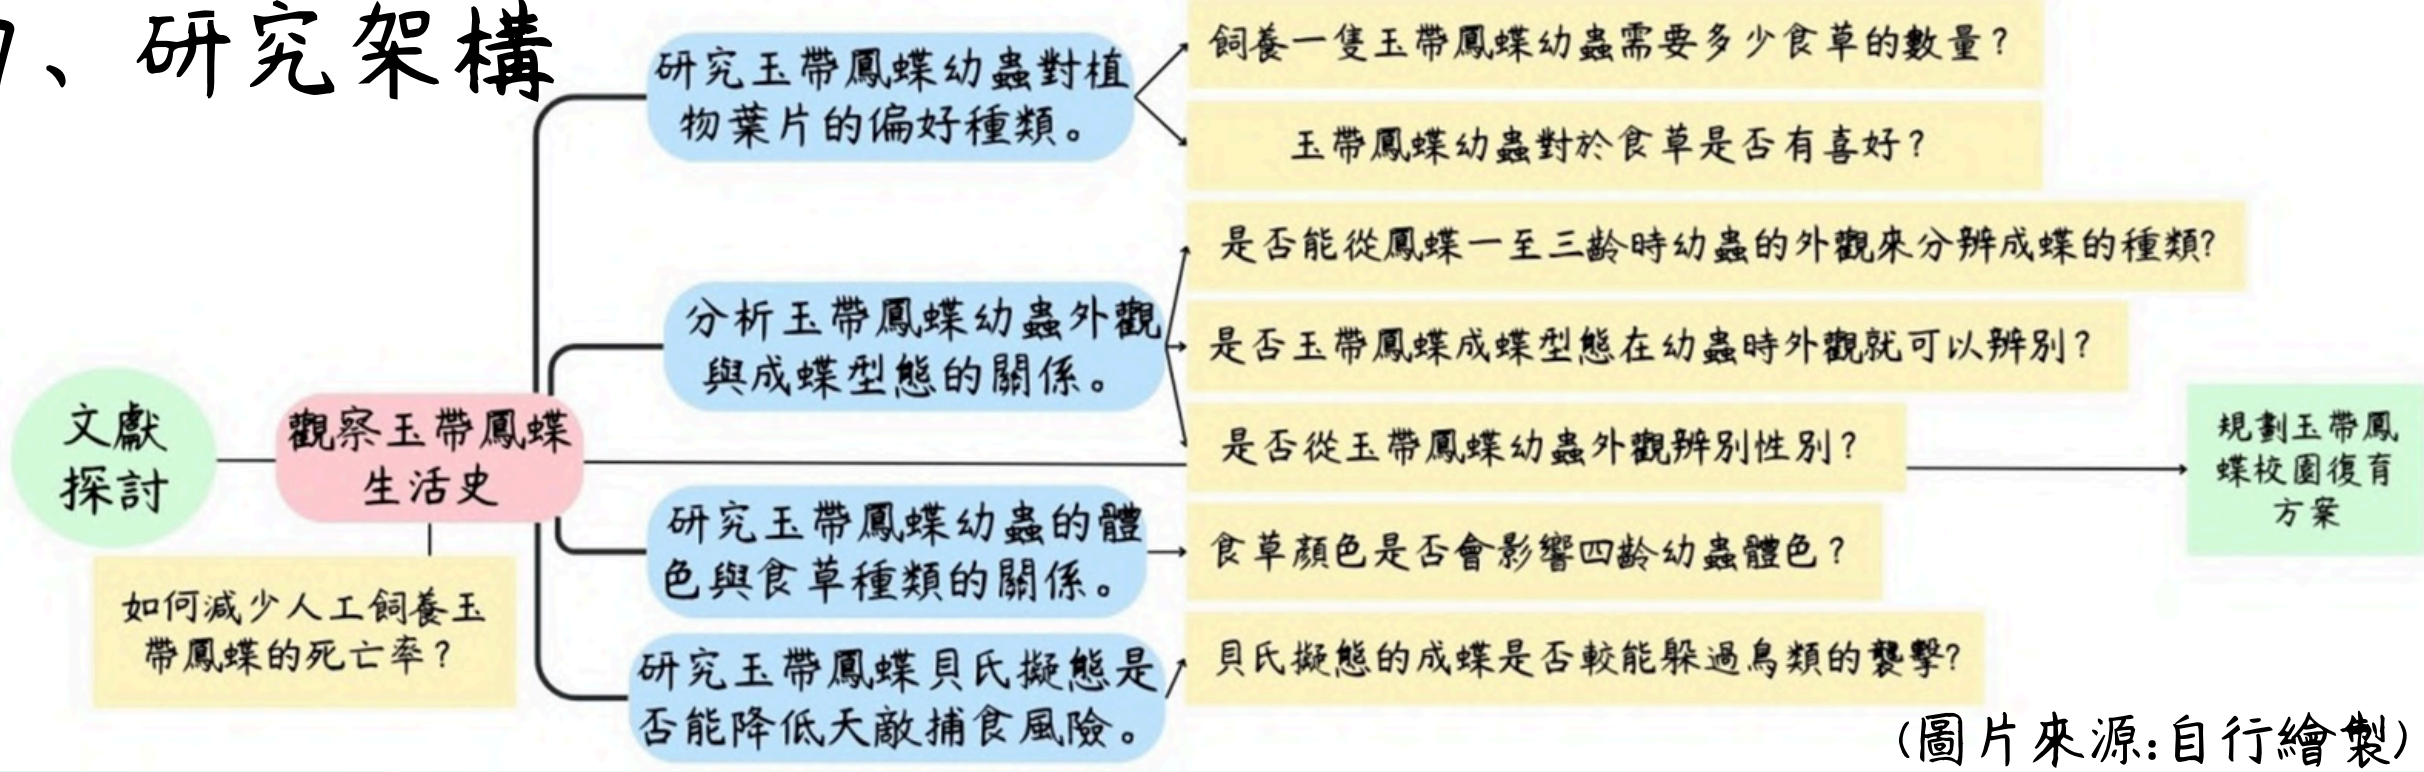 、研究架構
文獻
探討
觀察玉帶鳳蝶
生活史
如何減少人工飼養玉
帶鳳蝶的死亡率？
研究玉帶鳳蝶幼蟲對植
物葉片的偏好種類。
飼養一隻玉帶鳳蝶幼蟲需要多少食草的數量？
玉帶鳳蝶幼蟲對於食草是否有喜好？
分析玉帶鳳蝶幼蟲外觀
與成蝶型態的關係。
是否能從鳳蝶一至三齡時幼蟲的外觀來分辨成蝶的種類?
是否玉帶鳳蝶成蝶型態在幼蟲時外觀就可以辨別？
是否從玉帶鳳蝶幼蟲外觀辨別性別？
研究玉帶鳳蝶幼蟲的體
色與食草種類的關係。
食草顏色是否會影響四齡幼蟲體色？
研究玉帶鳳蝶貝氏擬態是
否能降低天敵捕食風險。
貝氏擬態的成蝶是否較能躲過鳥類的襲擊?
規劃玉帶鳳
蝶校園復育
方案
(圖片來源:自行繪製)